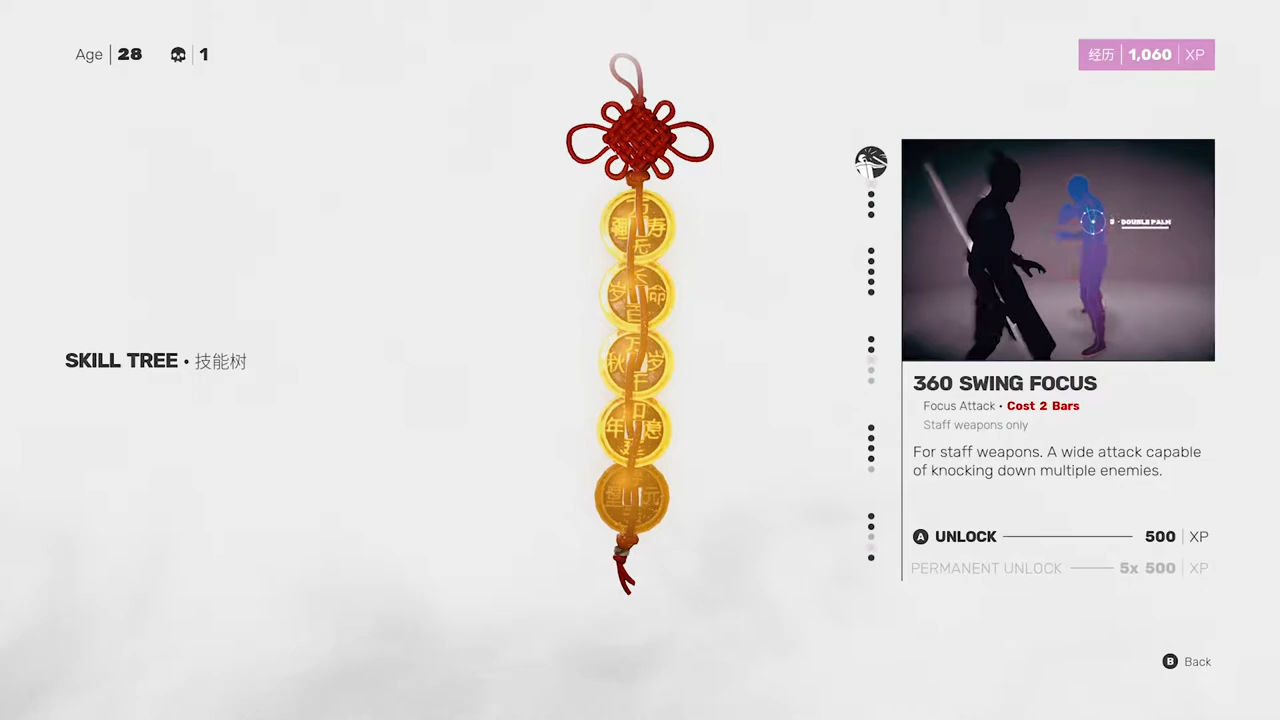 Age 28 1
经历 1,060 XP
DOUBLE PALM
SKILL TREE • 技能树
360 SWING FOCUS
Focus Attack • Cost 2 Bars
Staff weapons only
For staff weapons. A wide attack capable
of knocking down multiple enemies.
A UNLOCK 500 XP
PERMANENT UNLOCK 5x 500 XP
B Back